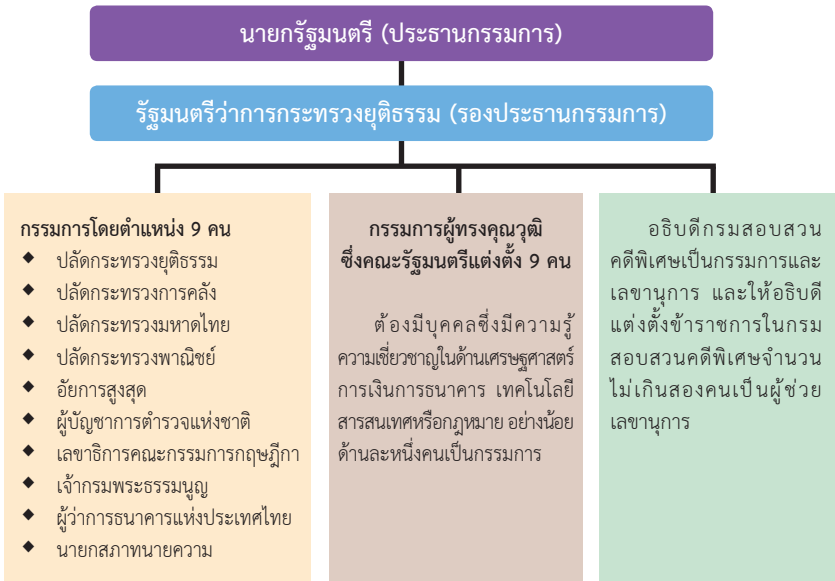 นายกรัฐมนตรี (ประธานกรรมการ)
รัฐมนตรีว่าการกระทรวงยุติธรรม (รองประธานกรรมการ)
กรรมการโดยตำแหน่ง 9 คน
◆ ปลัดกระทรวงยุติธรรม
◆ ปลัดกระทรวงการคลัง
◆ ปลัดกระทรวงมหาดไทย
◆ ปลัดกระทรวงพาณิชย์
◆ อัยการสูงสุด
◆ ผู้บัญชาการตำรวจแห่งชาติ
◆ เลขาธิการคณะกรรมการกฤษฎีกา
◆ เจ้ากรมพระธรรมนูญ
◆ ผู้ว่าการธนาคารแห่งประเทศไทย
◆ นายกสภาทนายความ
กรรมการผู้ทรงคุณวุฒิ
ซึ่งคณะรัฐมนตรีแต่งตั้ง 9 คน
ต้องมีบุคคลซึ่งมีความรู้
ความเชี่ยวชาญในด้านเศรษฐศาสตร์
การเงินการธนาคาร เทคโนโลยี
สารสนเทศหรือกฎหมาย อย่างน้อย
ด้านละหนึ่งคนเป็นกรรมการ
อธิบดีกรมสอบสวน
คดีพิเศษเป็นกรรมการและ
เลขานุการ และให้อธิบดี
แต่งตั้งข้าราชการในกรม
สอบสวนคดีพิเศษจำนวน
ไม่เกินสองคนเป็นผู้ช่วย
เลขานุการ